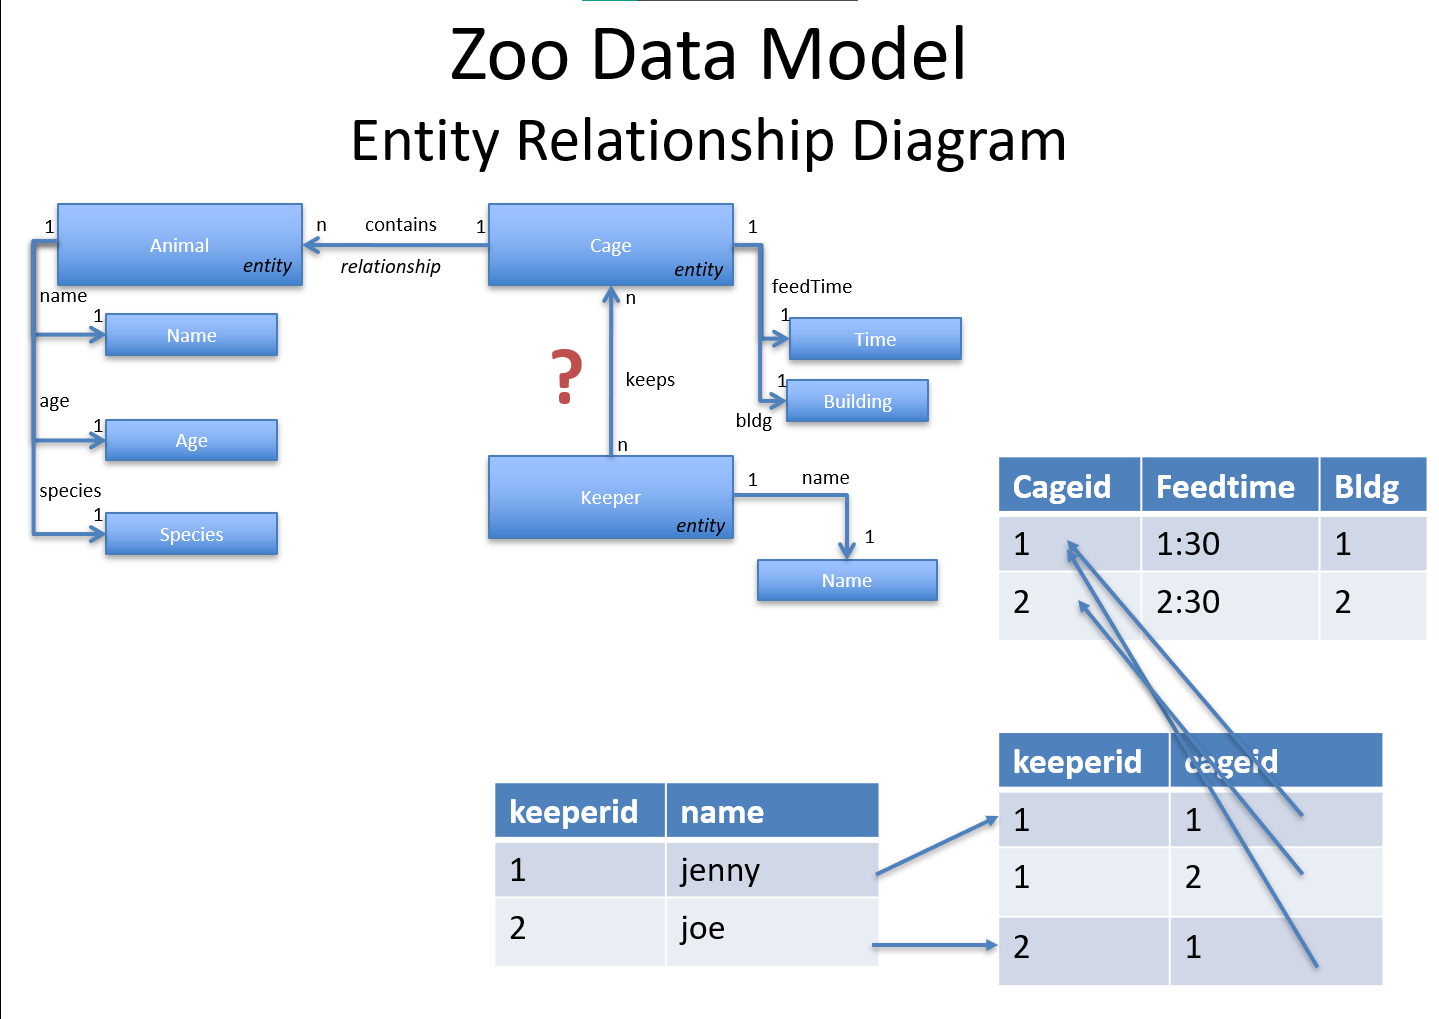 Zoo Data Model
Entity Relationship Diagram
1
Animal
entity
n
contains
1
relationship
Cage
entity
1
name
1
Name
age
1
Age
species
1
Species
feedTime
1
Time
1
Building
bldg
n
?
keeps
n
Keeper
entity
1
name
1
Name
Cageid Feedtime Bldg
1 1:30 1
2 2:30 2
keeperid name
1 jenny
2 joe
keeperid cageid
1 1
1 2
2 1